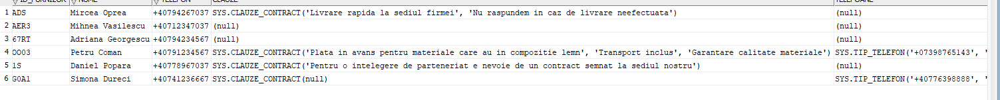 ID_FURNIZOR NUME TELEFON CLAUZE TELEFOANE
1 ADS Mircea Oprea +40794267037 SYS.CLAUZE_CONTRACT('Livrare rapida la sediul firmei', 'Nu raspundem in caz de livrare neefectuata') (null)
2 AER3 Mihnea Vasilescu +40712347037 (null) (null)
3 67RT Adriana Georgescu +40794234567 (null) (null)
4 OO03 Petru Coman +40791234567 SYS.CLAUZE_CONTRACT('Plata in avans pentru materiale care au in compozitie lemn', 'Transport inclus', 'Garantare calitate materiale') SYS.TIP_TELEFON('+07398765143', '
5 1S Daniel Popara +40778967037 SYS.CLAUZE_CONTRACT('Pentru o intelegere de parteneriat e nevoie de un contract semnat la sediul nostru') (null)
6 G0A1 Simona Dureci +40741236667 SYS.CLAUZE_CONTRACT(null) SYS.TIP_TELEFON('+40776398888', '